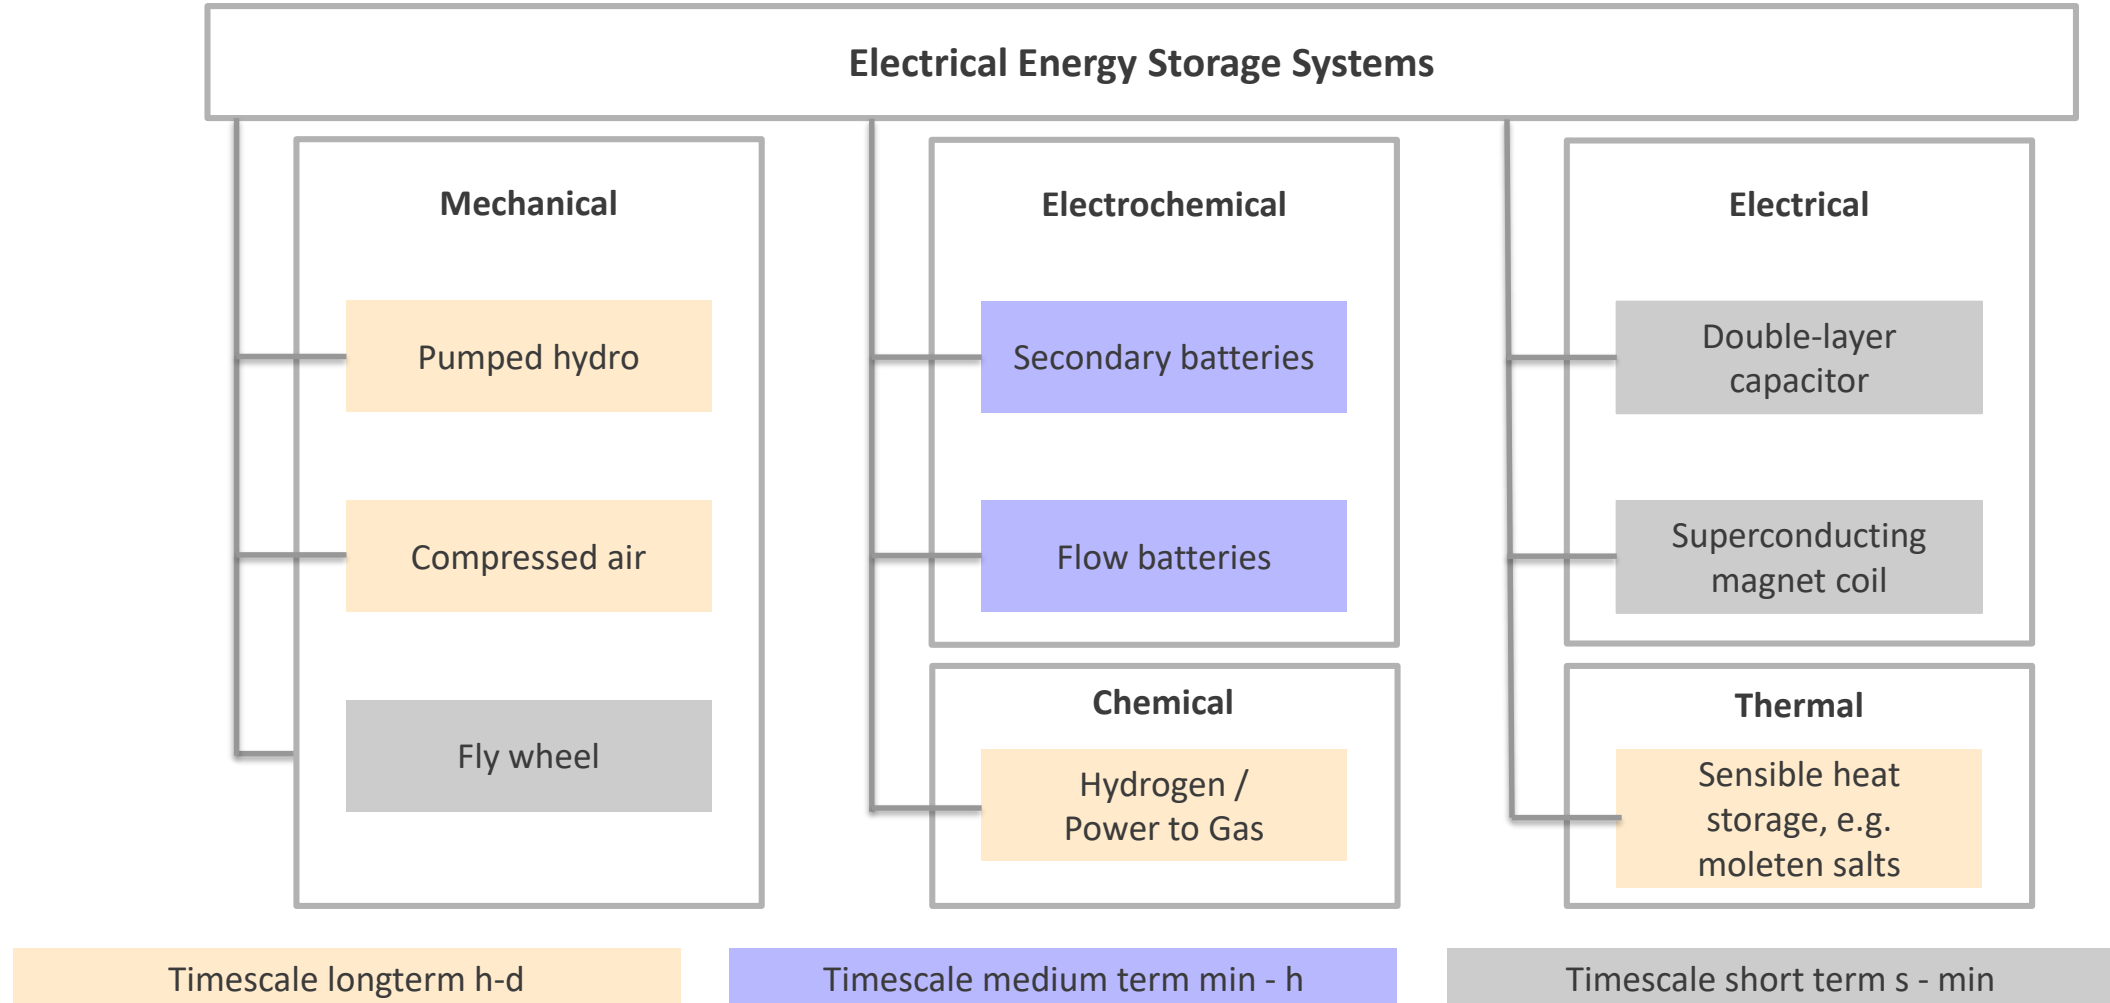 Electrical Energy Storage Systems
Mechanical
Pumped hydro
Compressed air
Fly wheel
Electrochemical
Secondary batteries
Flow batteries
Chemical
Hydrogen /
Power to Gas
Electrical
Double-layer
capacitor
Superconducting
magnet coil
Thermal
Sensible heat
storage, e.g.
moleten salts
Timescale longterm h-d
Timescale medium term min - h
Timescale short term s - min